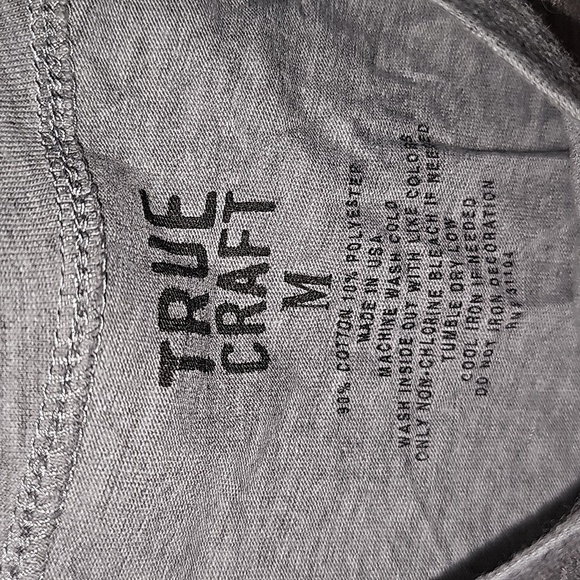 TRUE
CRAFT
M
90% COTTON 10% POLYESTER
MADE IN USA
MACHINE WASH COLD
WASH INSIDE OUT WITH LIKE COLORS
ONLY NON-CHLORINE BLEACH IF NEEDED
TUMBLE DRY LOW
COOL IRON IF NEEDED
DO NOT IRON DECORATION